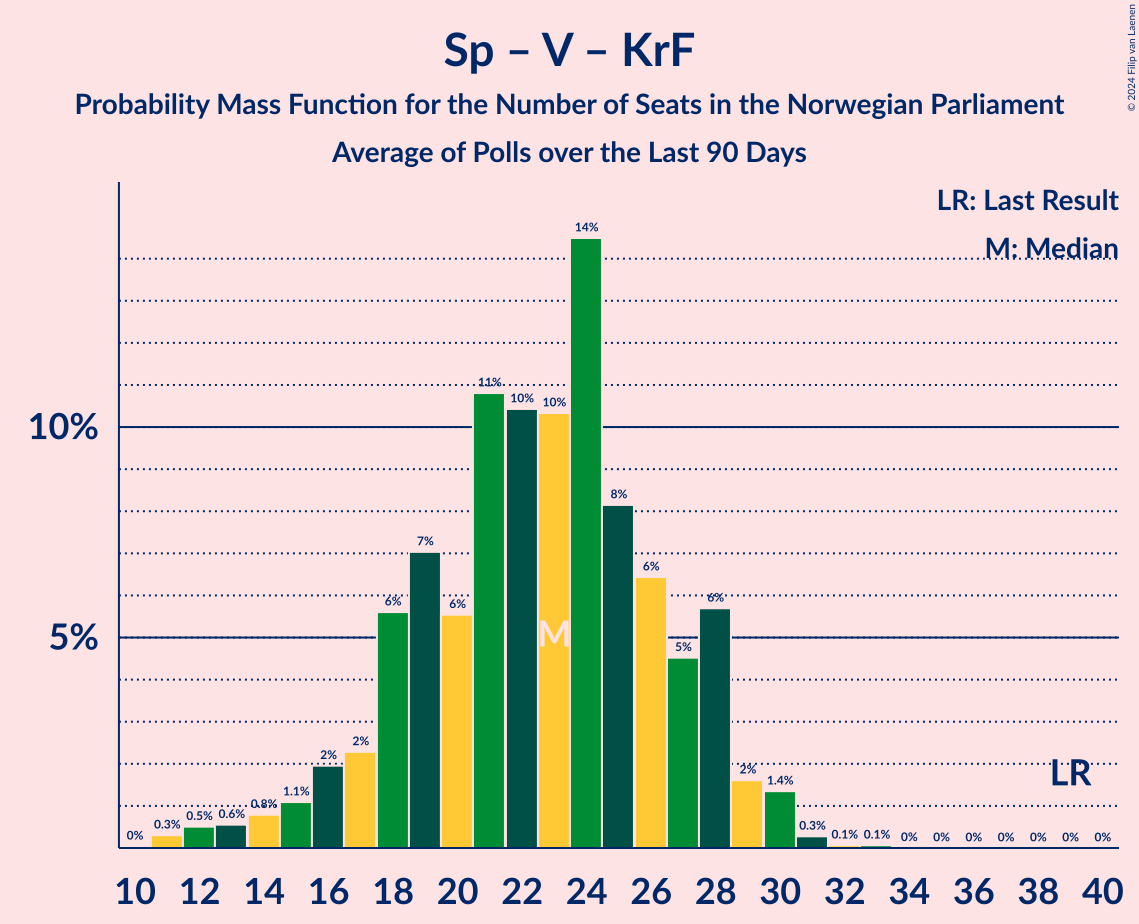 Sp – V – KrF
Probability Mass Function for the Number of Seats in the Norwegian Parliament
Average of Polls over the Last 90 Days
© 2024 Filip van Laenen
LR: Last Result
M: Median
10%
5%
0% 0.3% 0.5% 0.6% 0.8% 1.1% 2% 2% 6% 7% 6% 11% 10% 10% 14% 8% 6% 5% 6% 2% 1.4% 0.3% 0.1% 0.1% 0% 0% 0% 0% 0% 0% 0%
M
LR
10 12 14 16 18 20 22 24 26 28 30 32 34 36 38 40